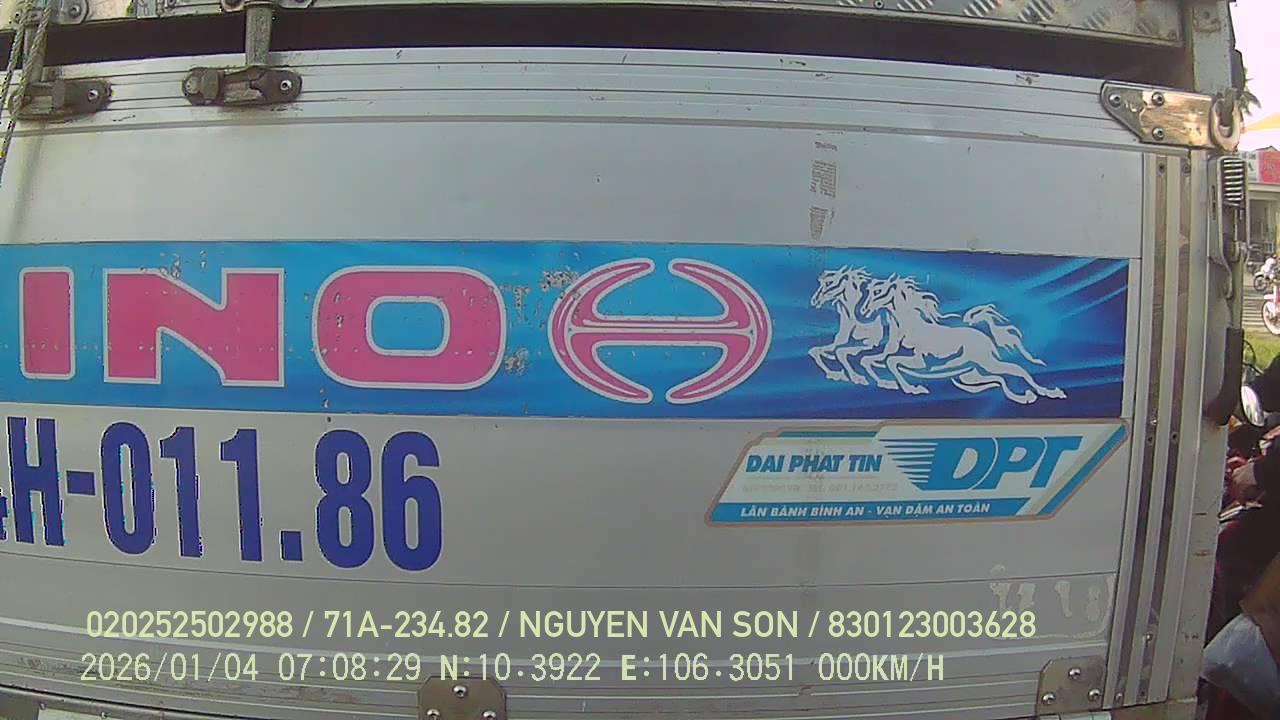 INO
H-011.86
DAI PHAT TIN DPT
LĂN BÁNH BÌNH AN - VẠN DẶM AN TOÀN
020252502988 / 71A-234.82 / NGUYEN VAN SON / 830123003628
2026/01/04 07:08:29 N:10.3922 E:106.3051 000KM/H